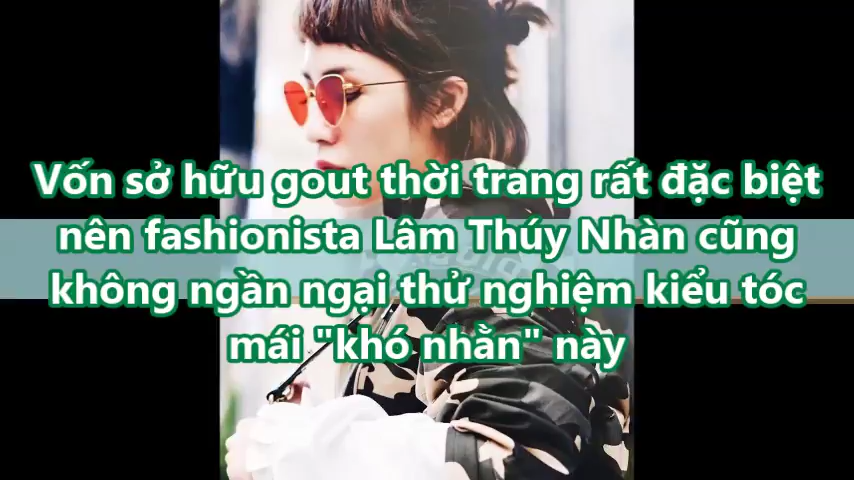 Vốn sở hữu gout thời trang rất đặc biệt
nên fashionista Lâm Thúy Nhàn cũng
không ngần ngại thử nghiệm kiểu tóc
mái "khó nhằn" này